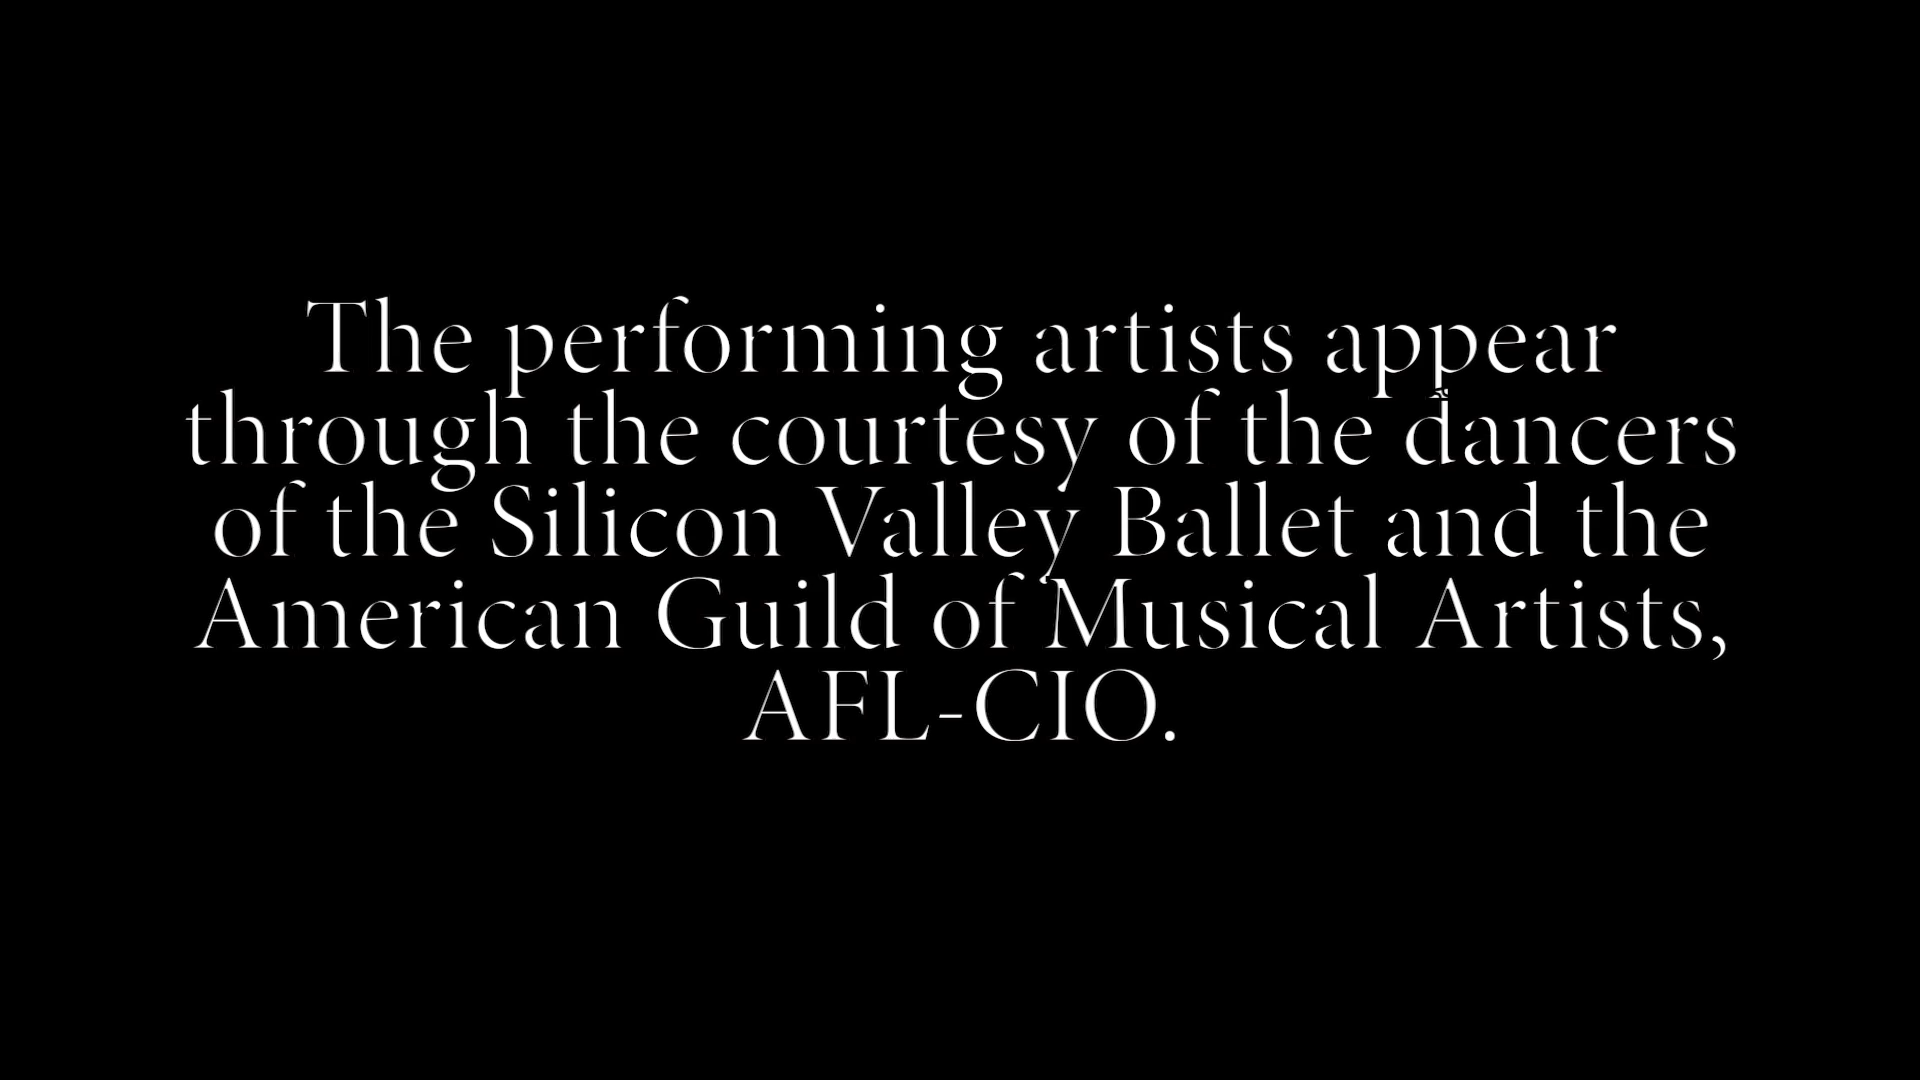 The performing artists appear
through the courtesy of the dancers
of the Silicon Valley Ballet and the
American Guild of Musical Artists,
AFL-CIO.